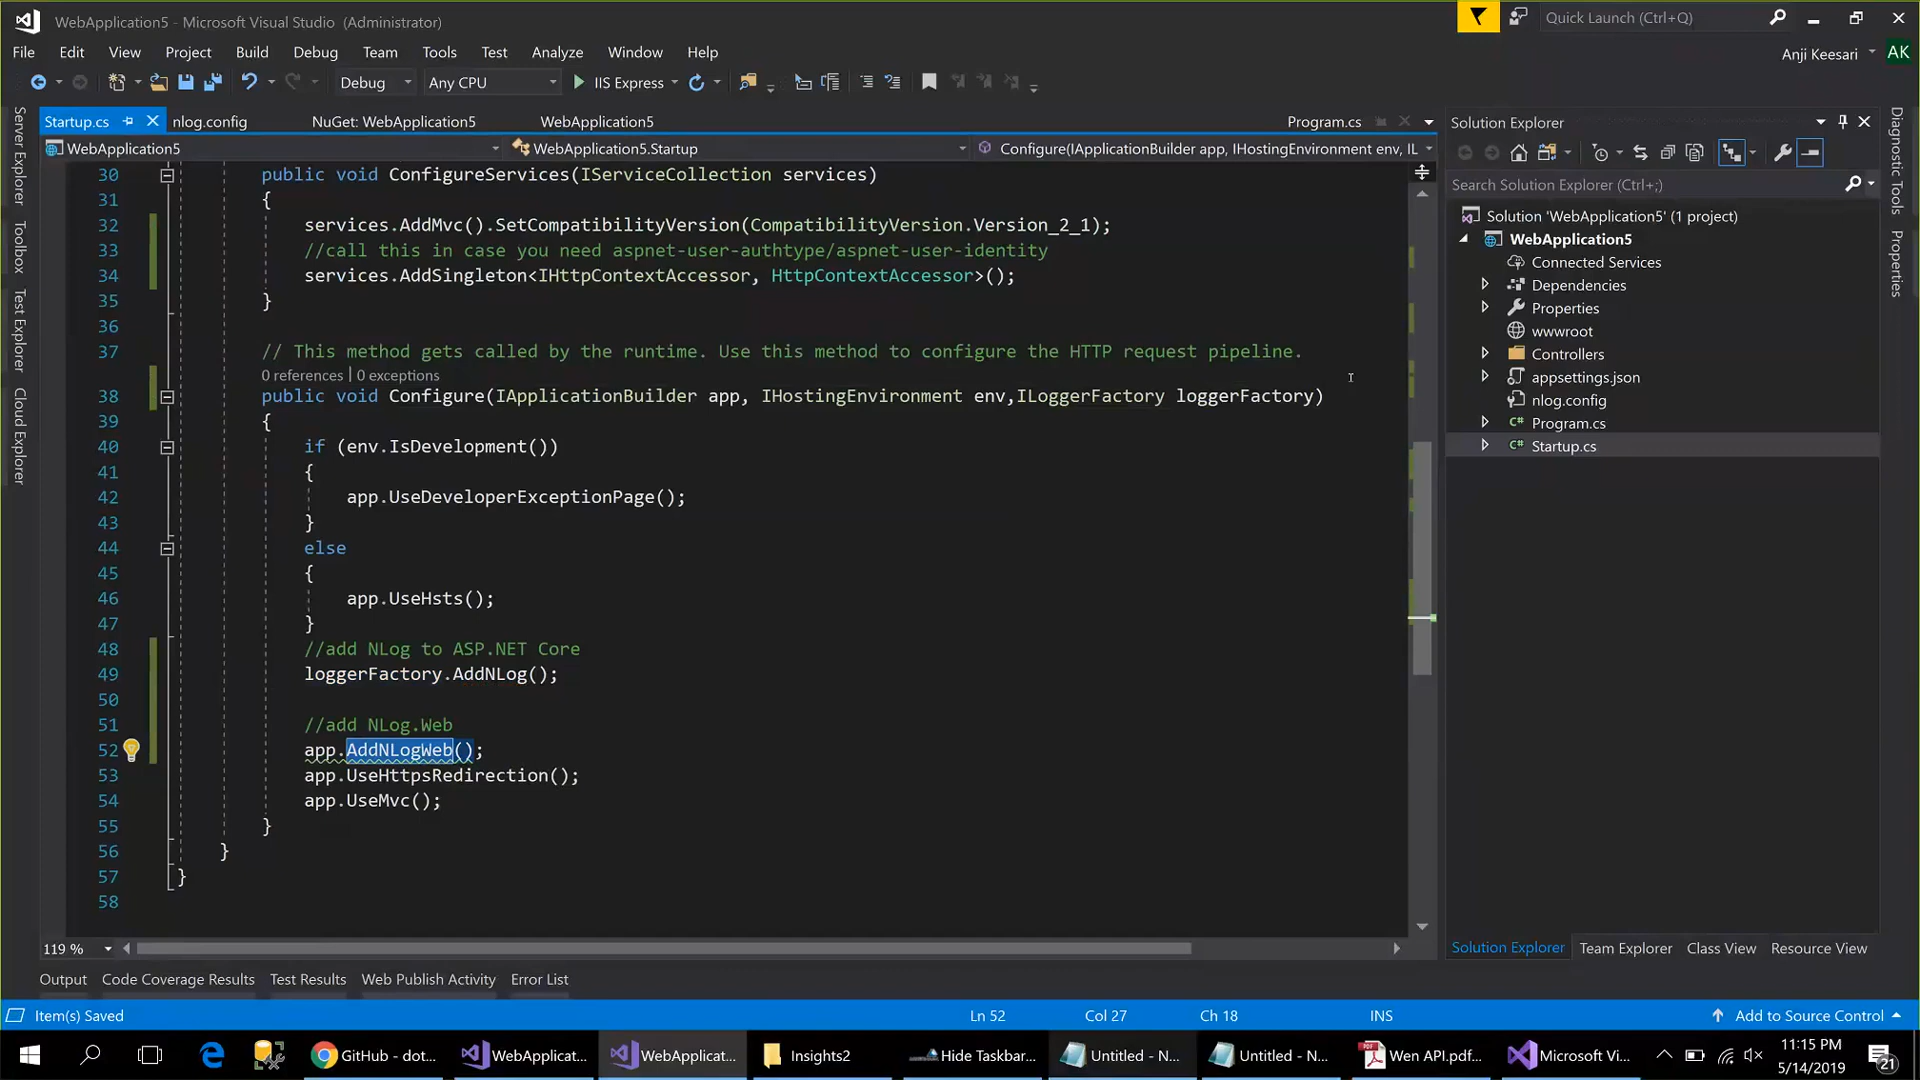 WebApplication5 - Microsoft Visual Studio (Administrator)
Quick Launch (Ctrl+Q)
File Edit View Project Build Debug Team Tools Test Analyze Window Help
Anji Keesari AK
Debug Any CPU IIS Express
Startup.cs nlog.config NuGet: WebApplication5 WebApplication5 Program.cs
WebApplication5 WebApplication5.Startup Configure(IApplicationBuilder app, IHostingEnvironment env, IL
Server Explorer
Toolbox
Test Explorer
Cloud Explorer
30 public void ConfigureServices(IServiceCollection services)
31 {
32 services.AddMvc().SetCompatibilityVersion(CompatibilityVersion.Version_2_1);
33 //call this in case you need aspnet-user-authtype/aspnet-user-identity
34 services.AddSingleton<IHttpContextAccessor, HttpContextAccessor>();
35 }
36
37 // This method gets called by the runtime. Use this method to configure the HTTP request pipeline.
0 references | 0 exceptions
38 public void Configure(IApplicationBuilder app, IHostingEnvironment env,ILoggerFactory loggerFactory)
39 {
40 if (env.IsDevelopment())
41 {
42 app.UseDeveloperExceptionPage();
43 }
44 else
45 {
46 app.UseHsts();
47 }
48 //add NLog to ASP.NET Core
49 loggerFactory.AddNLog();
50
51 //add NLog.Web
52 app.AddNLogWeb();
53 app.UseHttpsRedirection();
54 app.UseMvc();
55 }
56 }
57 }
58
119 %
Solution Explorer
Search Solution Explorer (Ctrl+;)
Solution 'WebApplication5' (1 project)
WebApplication5
Connected Services
Dependencies
Properties
wwwroot
Controllers
appsettings.json
nlog.config
C# Program.cs
C# Startup.cs
Solution Explorer Team Explorer Class View Resource View
Diagnostic Tools
Properties
Output Code Coverage Results Test Results Web Publish Activity Error List
Item(s) Saved Ln 52 Col 27 Ch 18 INS Add to Source Control
GitHub - dot... WebApplicat... WebApplicat... Insights2 Hide Taskbar... Untitled - N... Untitled - N... Wen API.pdf... Microsoft Vi...
11:15 PM
5/14/2019
21